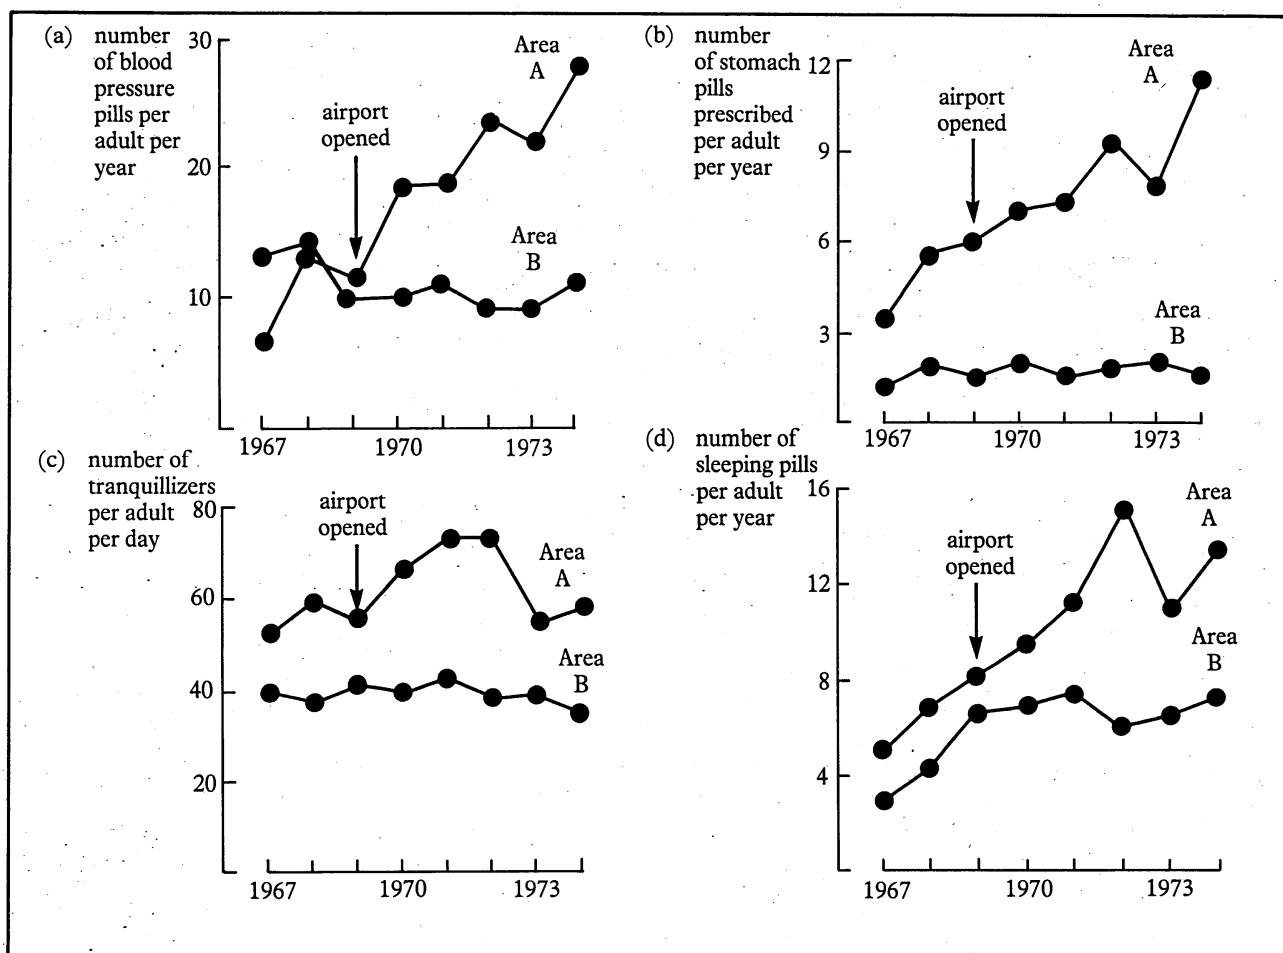 (a) number
of blood
pressure
pills per
adult per
year
30
20
10
airport
opened
Area
A
Area
B
1967
1970
1973
(b) number
of stomach
pills
prescribed
per adult
per year
12
9
6
3
airport
opened
Area
A
Area
B
1967
1970
1973
(c) number of
tranquillizers
per adult
per day
80
60
40
20
airport
opened
Area
A
Area
B
1967
1970
1973
(d) number of
sleeping pills
per adult
per year
16
12
8
4
airport
opened
Area
A
Area
B
1967
1970
1973